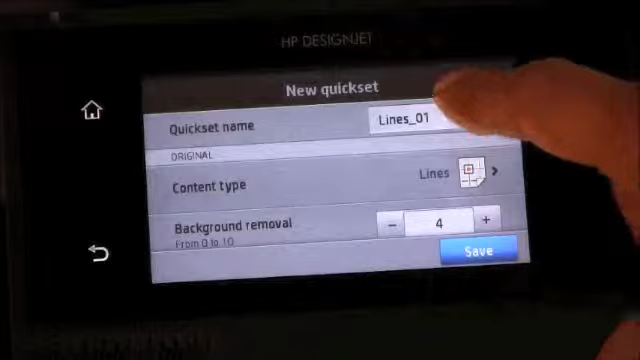 HP DESIGNJET
New quickset
Quickset name Lines_01
ORIGINAL
Content type Lines
Background removal − 4 +
From 0 to 10
Save